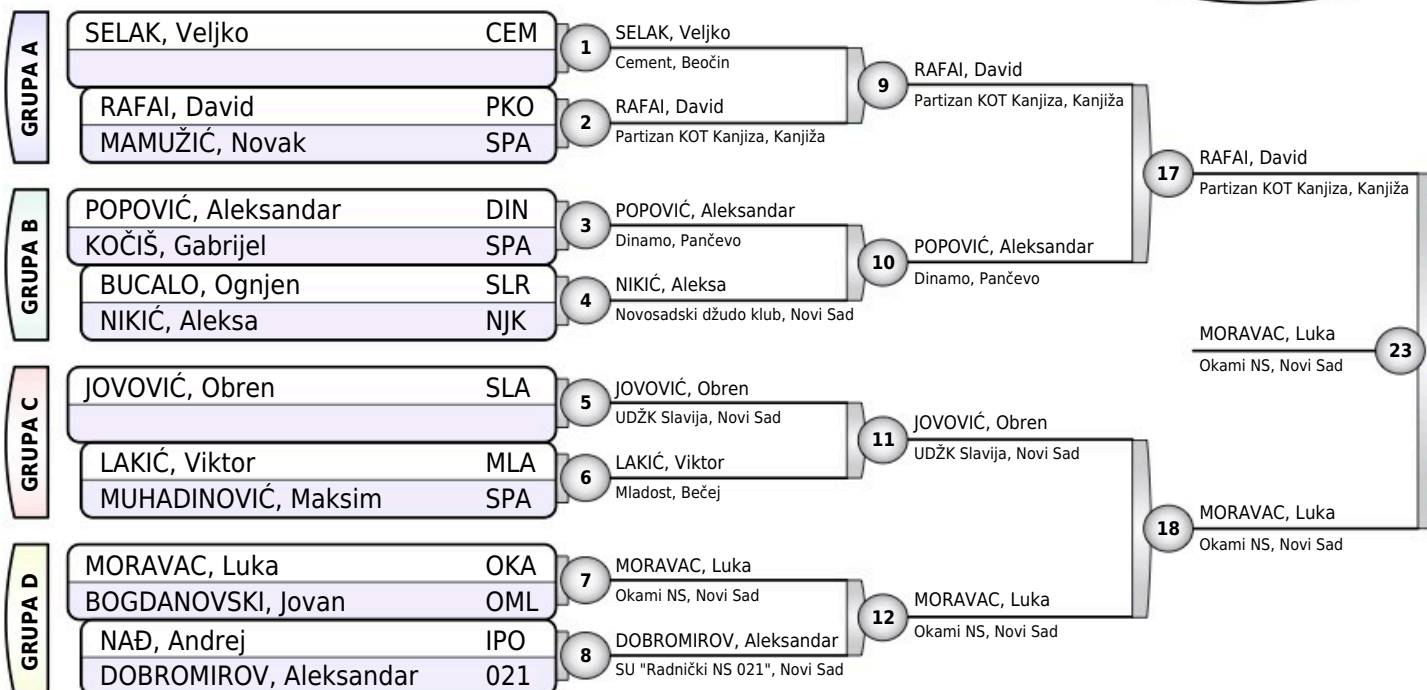 GRUPA A
SELAK, Veljko CEM
RAFAI, David PKO
MAMUŽIĆ, Novak SPA
GRUPA B
POPOVIĆ, Aleksandar DIN
KOČIŠ, Gabrijel SPA
BUCALO, Ognjen SLR
NIKIĆ, Aleksa NJK
GRUPA C
JOVOVIĆ, Obren SLA
LAKIĆ, Viktor MLA
MUHADINOVIĆ, Maksim SPA
GRUPA D
MORAVAC, Luka OKA
BOGDANOVSKI, Jovan OML
NAĐ, Andrej IPO
DOBROMIROV, Aleksandar 021
1
SELAK, Veljko
Cement, Beočin
2
RAFAI, David
Partizan KOT Kanjiza, Kanjiža
3
POPOVIĆ, Aleksandar
Dinamo, Pančevo
4
NIKIĆ, Aleksa
Novosadski džudo klub, Novi Sad
5
JOVOVIĆ, Obren
UDŽK Slavija, Novi Sad
6
LAKIĆ, Viktor
Mladost, Bečej
7
MORAVAC, Luka
Okami NS, Novi Sad
8
DOBROMIROV, Aleksandar
SU "Radnički NS 021", Novi Sad
9
RAFAI, David
Partizan KOT Kanjiza, Kanjiža
10
POPOVIĆ, Aleksandar
Dinamo, Pančevo
11
JOVOVIĆ, Obren
UDŽK Slavija, Novi Sad
12
MORAVAC, Luka
Okami NS, Novi Sad
17
RAFAI, David
Partizan KOT Kanjiza, Kanjiža
18
MORAVAC, Luka
Okami NS, Novi Sad
MORAVAC, Luka
Okami NS, Novi Sad
23